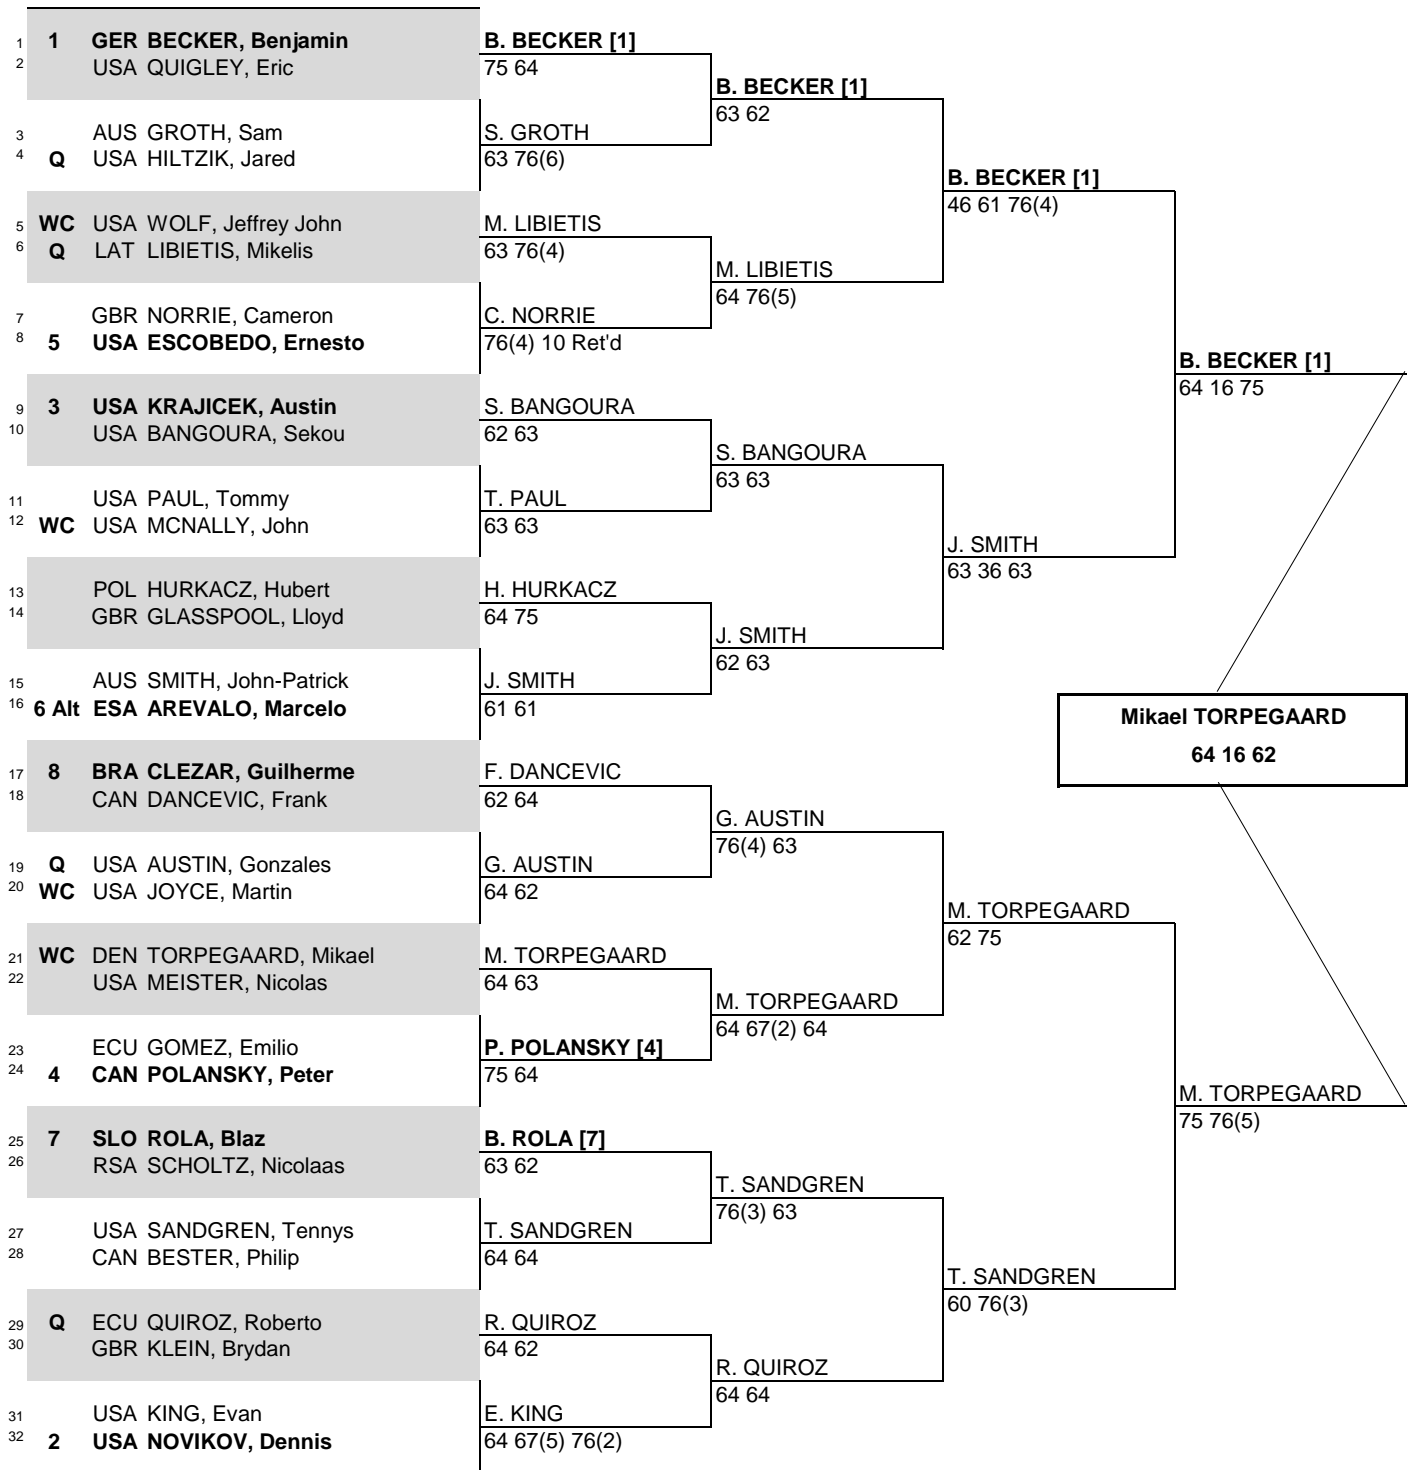 1 1 GER BECKER, Benjamin
2 USA QUIGLEY, Eric
3 AUS GROTH, Sam
4 Q USA HILTZIK, Jared
5 WC USA WOLF, Jeffrey John
6 Q LAT LIBIETIS, Mikelis
7 GBR NORRIE, Cameron
8 5 USA ESCOBEDO, Ernesto
9 3 USA KRAJICEK, Austin
10 USA BANGOURA, Sekou
11 USA PAUL, Tommy
12 WC USA MCNALLY, John
13 POL HURKACZ, Hubert
14 GBR GLASSPOOL, Lloyd
15 AUS SMITH, John-Patrick
16 6 Alt ESA AREVALO, Marcelo
17 8 BRA CLEZAR, Guilherme
18 CAN DANCEVIC, Frank
19 Q USA AUSTIN, Gonzales
20 WC USA JOYCE, Martin
21 WC DEN TORPEGAARD, Mikael
22 USA MEISTER, Nicolas
23 ECU GOMEZ, Emilio
24 4 CAN POLANSKY, Peter
25 7 SLO ROLA, Blaz
26 RSA SCHOLTZ, Nicolaas
27 USA SANDGREN, Tennys
28 CAN BESTER, Philip
29 Q ECU QUIROZ, Roberto
30 GBR KLEIN, Brydan
31 USA KING, Evan
32 2 USA NOVIKOV, Dennis
B. BECKER [1]
75 64
S. GROTH
63 76(6)
M. LIBIETIS
63 76(4)
C. NORRIE
76(4) 10 Ret'd
S. BANGOURA
62 63
T. PAUL
63 63
H. HURKACZ
64 75
J. SMITH
61 61
F. DANCEVIC
62 64
G. AUSTIN
64 62
M. TORPEGAARD
64 63
P. POLANSKY [4]
75 64
B. ROLA [7]
63 62
T. SANDGREN
64 64
R. QUIROZ
64 62
E. KING
64 67(5) 76(2)
B. BECKER [1]
63 62
M. LIBIETIS
64 76(5)
S. BANGOURA
63 63
J. SMITH
62 63
G. AUSTIN
76(4) 63
M. TORPEGAARD
64 67(2) 64
T. SANDGREN
76(3) 63
R. QUIROZ
64 64
B. BECKER [1]
46 61 76(4)
J. SMITH
63 36 63
M. TORPEGAARD
62 75
T. SANDGREN
60 76(3)
B. BECKER [1]
64 16 75
M. TORPEGAARD
75 76(5)
Mikael TORPEGAARD
64 16 62